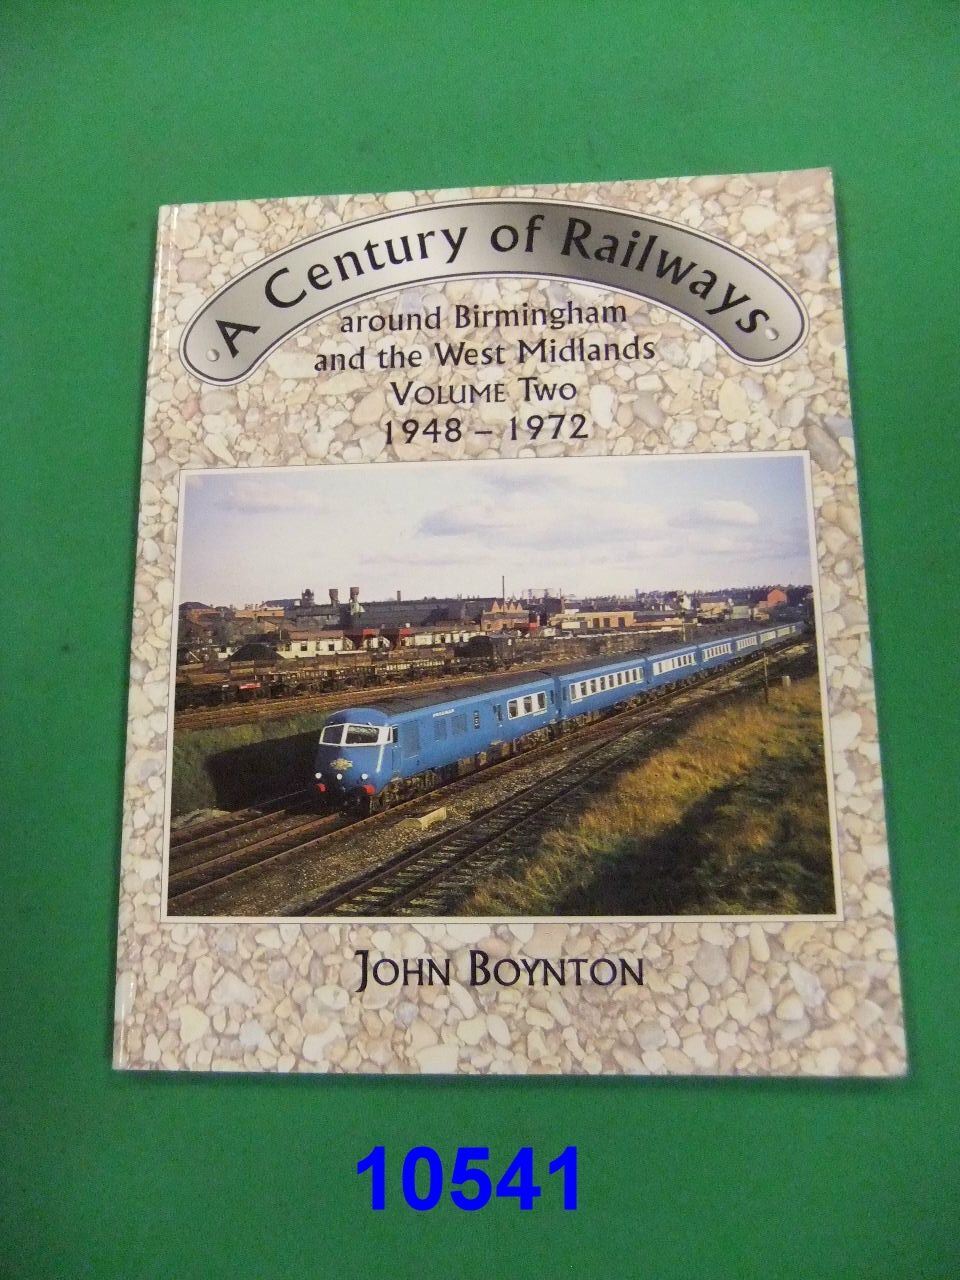 A Century of Railways
around Birmingham
and the West Midlands
VOLUME TWO
1948 – 1972
JOHN BOYNTON
10541